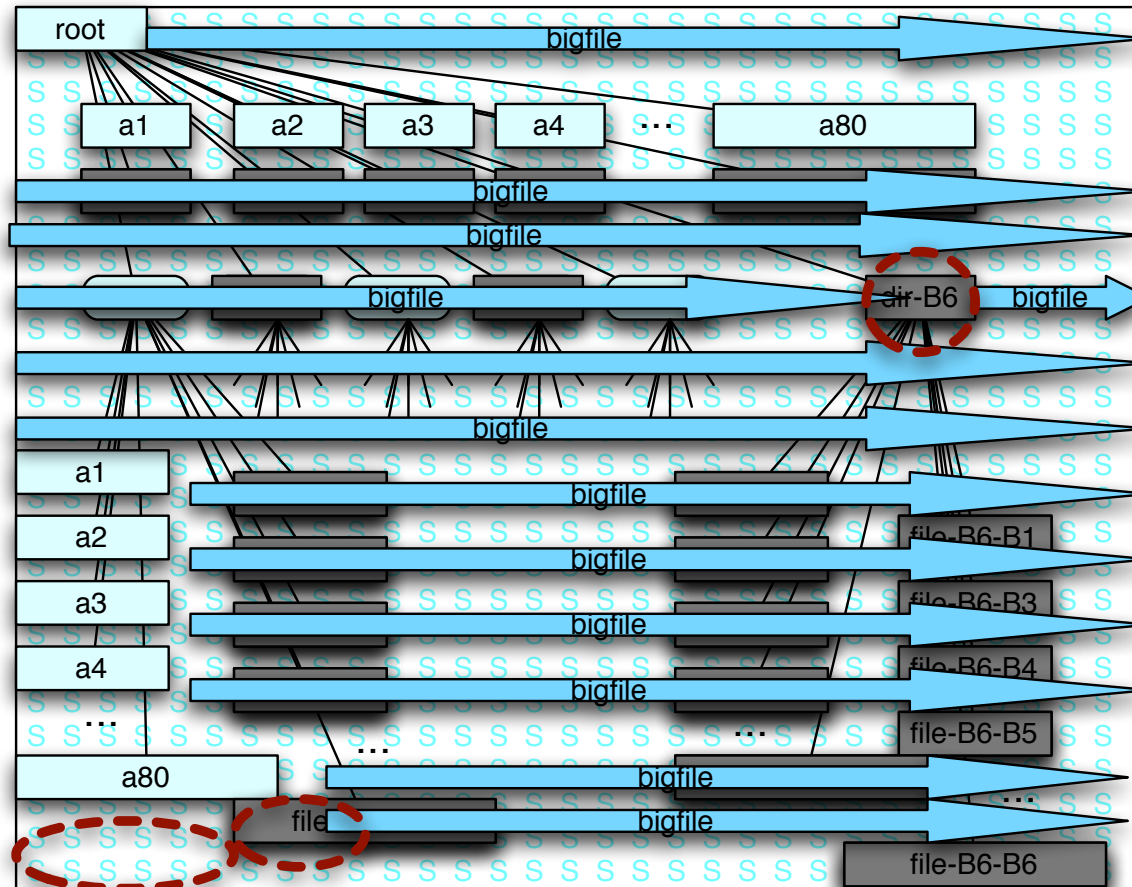 root
bigfile
a1 a2 a3 a4 ... a80
bigfile
bigfile
bigfile dir-B6 bigfile
bigfile
a1
bigfile
a2
file-B6-B1
bigfile
a3
file-B6-B3
bigfile
a4
file-B6-B4
bigfile
...
file-B6-B5
...
...
a80
bigfile
...
file
bigfile
file-B6-B6